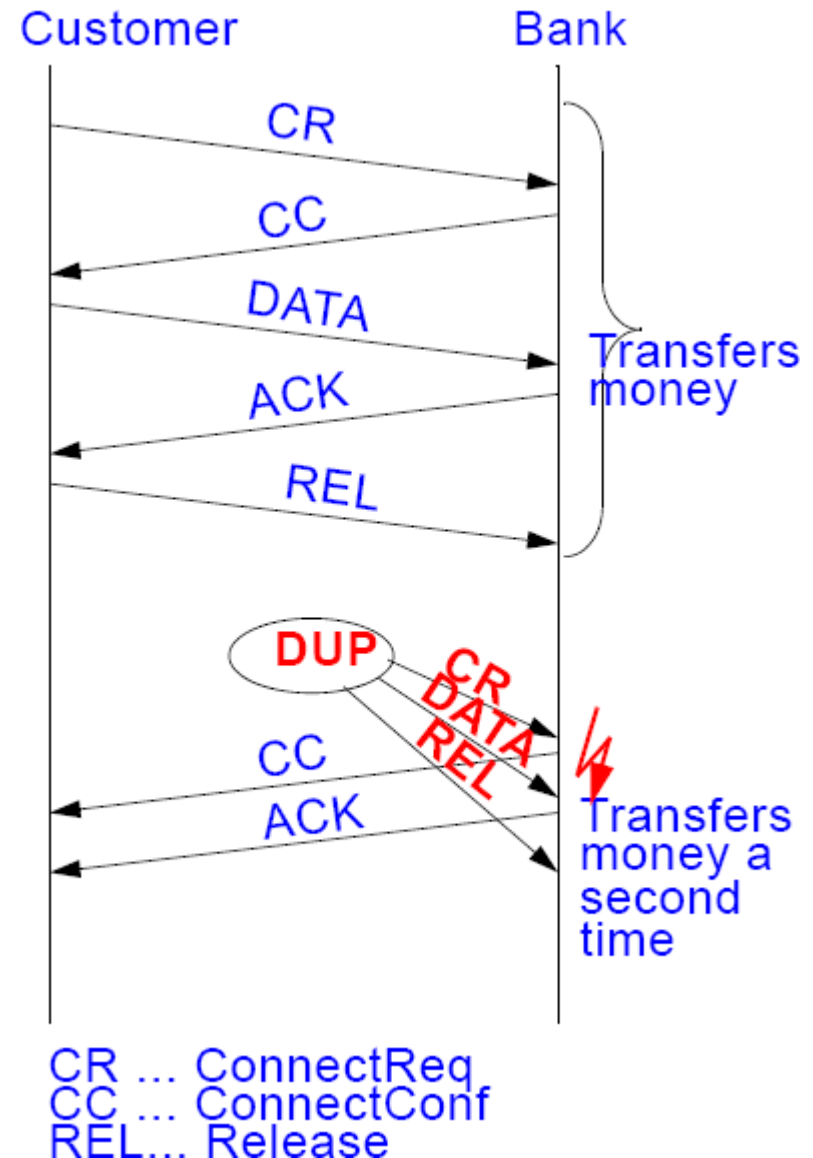 Customer
Bank
CR
CC
DATA
ACK
REL
Transfers
money
DUP
CR
DATA
REL
CC
ACK
Transfers
money a
second
time
CR ... ConnectReq
CC ... ConnectConf
REL... Release